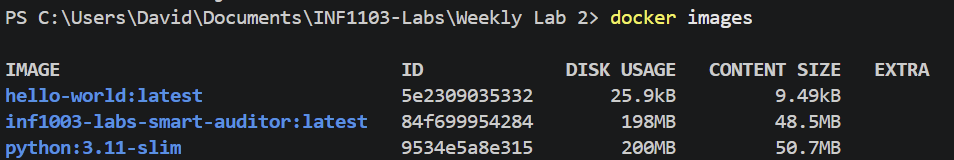 PS C:\Users\David\Documents\INF1103-Labs\Weekly Lab 2> docker images
IMAGE ID DISK USAGE CONTENT SIZE EXTRA
hello-world:latest 5e2309035332 25.9kB 9.49kB
inf1003-labs-smart-auditor:latest 84f699954284 198MB 48.5MB
python:3.11-slim 9534e5a8e315 200MB 50.7MB